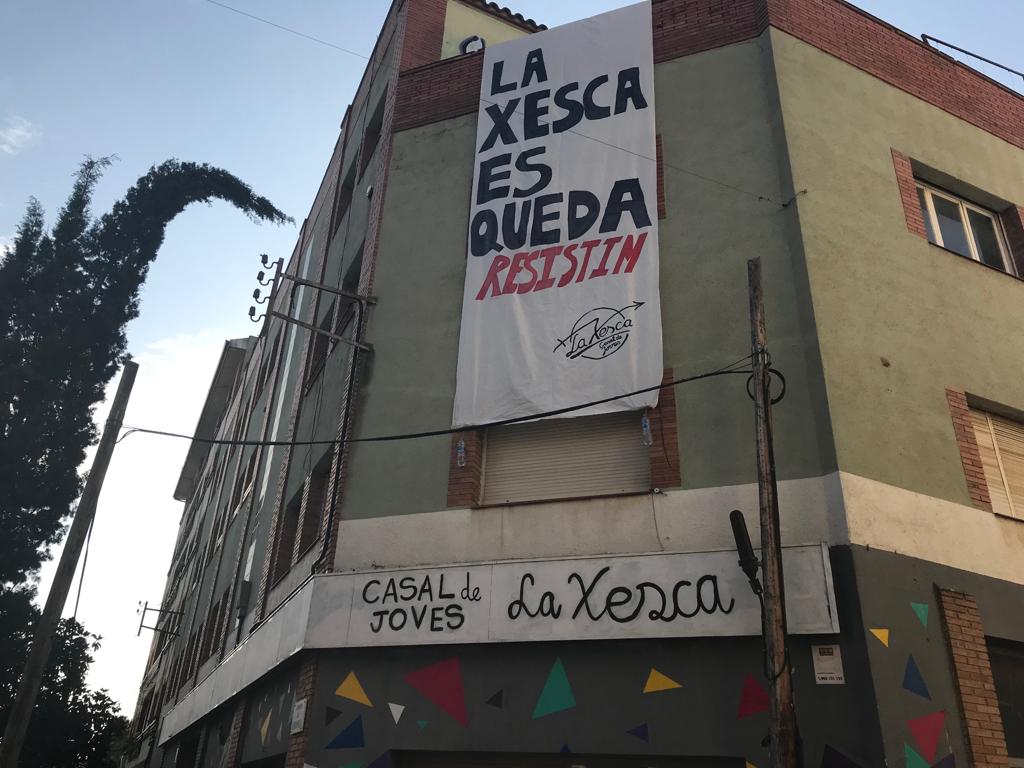 LA
XESCA
ES
QUEDA
RESISTIM
La Xesca
CASAL de
JOVES
La Xesca